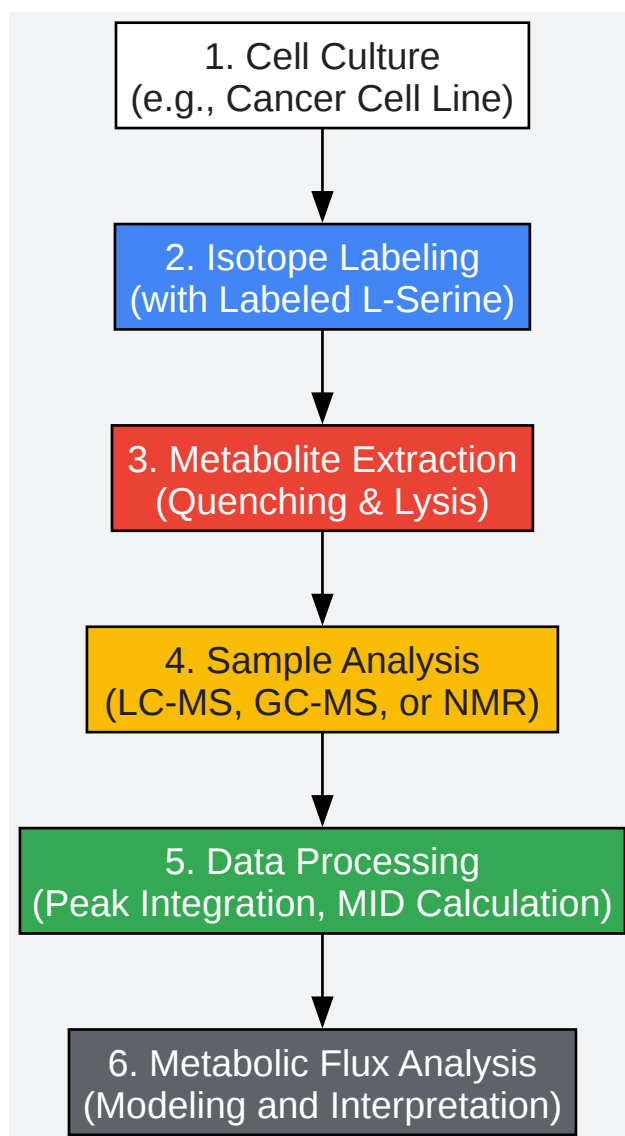 1. Cell Culture
(e.g., Cancer Cell Line)
2. Isotope Labeling
(with Labeled L-Serine)
3. Metabolite Extraction
(Quenching & Lysis)
4. Sample Analysis
(LC-MS, GC-MS, or NMR)
5. Data Processing
(Peak Integration, MID Calculation)
6. Metabolic Flux Analysis
(Modeling and Interpretation)